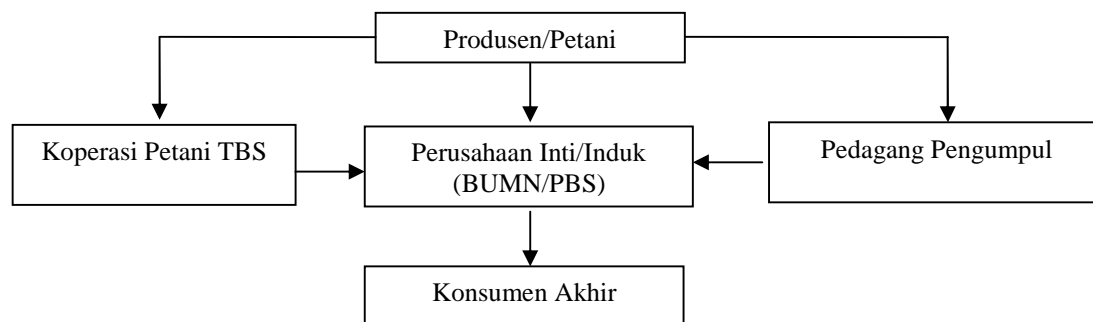 Produsen/Petani
Koperasi Petani TBS
Perusahaan Inti/Induk
(BUMN/PBS)
Pedagang Pengumpul
Konsumen Akhir